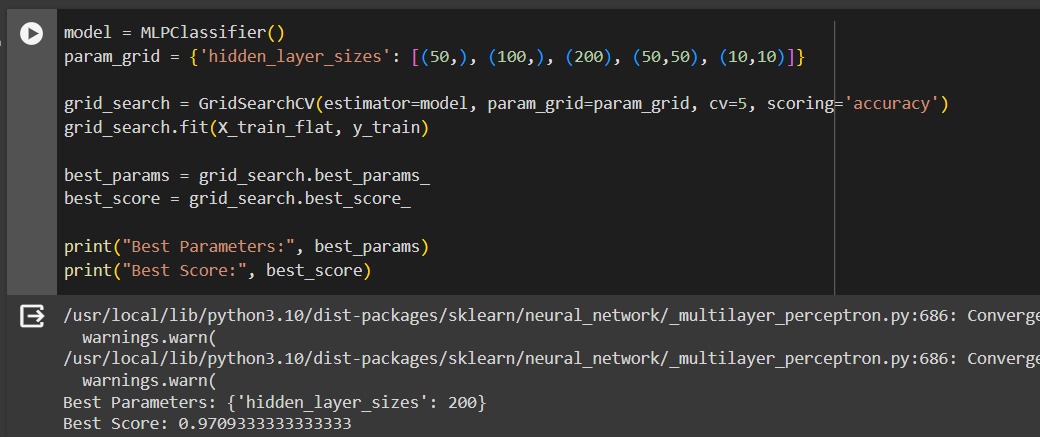 model = MLPClassifier()
param_grid = {'hidden_layer_sizes': [(50,), (100,), (200), (50,50), (10,10)]}
grid_search = GridSearchCV(estimator=model, param_grid=param_grid, cv=5, scoring='accuracy')
grid_search.fit(X_train_flat, y_train)
best_params = grid_search.best_params_
best_score = grid_search.best_score_
print("Best Parameters:", best_params)
print("Best Score:", best_score)
/usr/local/lib/python3.10/dist-packages/sklearn/neural_network/_multilayer_perceptron.py:686: Converge
warnings.warn(
/usr/local/lib/python3.10/dist-packages/sklearn/neural_network/_multilayer_perceptron.py:686: Converge
warnings.warn(
Best Parameters: {'hidden_layer_sizes': 200}
Best Score: 0.9709333333333333